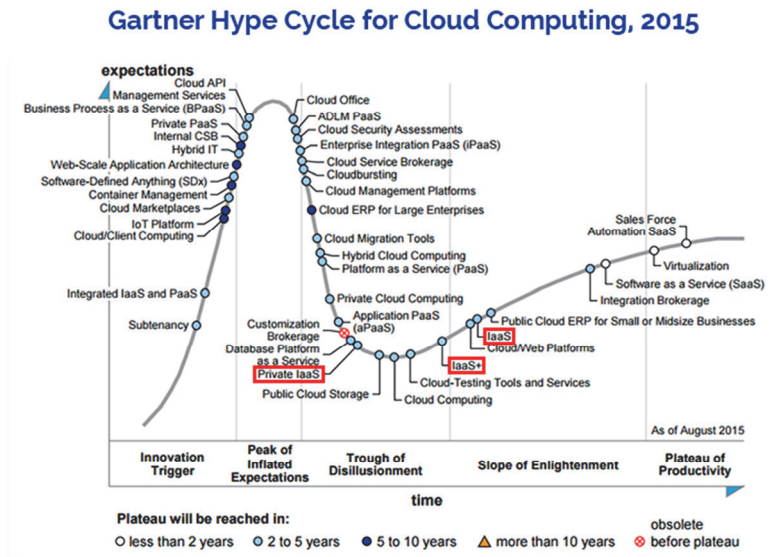 Gartner Hype Cycle for Cloud Computing, 2015
expectations
Cloud API
Management Services
Business Process as a Service (BPaaS)
Private PaaS
Internal CSB
Hybrid IT
Web-Scale Application Architecture
Software-Defined Anything (SDx)
Container Management
Cloud Marketplaces
IoT Platform
Cloud/Client Computing
Integrated IaaS and PaaS
Subtenancy
Cloud Office
ADLM PaaS
Cloud Security Assessments
Enterprise Integration PaaS (iPaaS)
Cloud Service Brokerage
Cloudbursting
Cloud Management Platforms
Cloud ERP for Large Enterprises
Cloud Migration Tools
Hybrid Cloud Computing
Platform as a Service (PaaS)
Private Cloud Computing
Application PaaS
(aPaaS)
Customization
Brokerage
Database Platform
as a Service
Private IaaS
Public Cloud Storage
Cloud Computing
Cloud-Testing Tools and Services
IaaS+
Cloud/Web Platforms
IaaS
Public Cloud ERP for Small or Midsize Businesses
Integration Brokerage
Software as a Service (SaaS)
Virtualization
Sales Force
Automation SaaS
As of August 2015
Innovation
Trigger
Peak of
Inflated
Expectations
Trough of
Disillusionment
Slope of Enlightenment
Plateau of
Productivity
time
Plateau will be reached in:
less than 2 years
2 to 5 years
5 to 10 years
more than 10 years
obsolete
before plateau